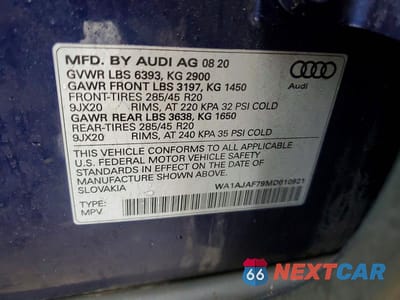 MFD. BY AUDI AG 08 20
GVWR LBS 6393, KG 2900
GAWR FRONT LBS 3197, KG 1450
FRONT-TIRES 285/45 R20
9JX20 RIMS, AT 220 KPA 32 PSI COLD
GAWR REAR LBS 3638, KG 1650
REAR-TIRES 285/45 R20
9JX20 RIMS, AT 240 KPA 35 PSI COLD
THIS VEHICLE CONFORMS TO ALL APPLICABLE
U.S. FEDERAL MOTOR VEHICLE SAFETY
STANDARDS IN EFFECT ON THE DATE OF
MANUFACTURE SHOWN ABOVE
SLOVAKIA
WA1AJAF79MD010921
TYPE:
MPV
Audi
66 NEXTCAR